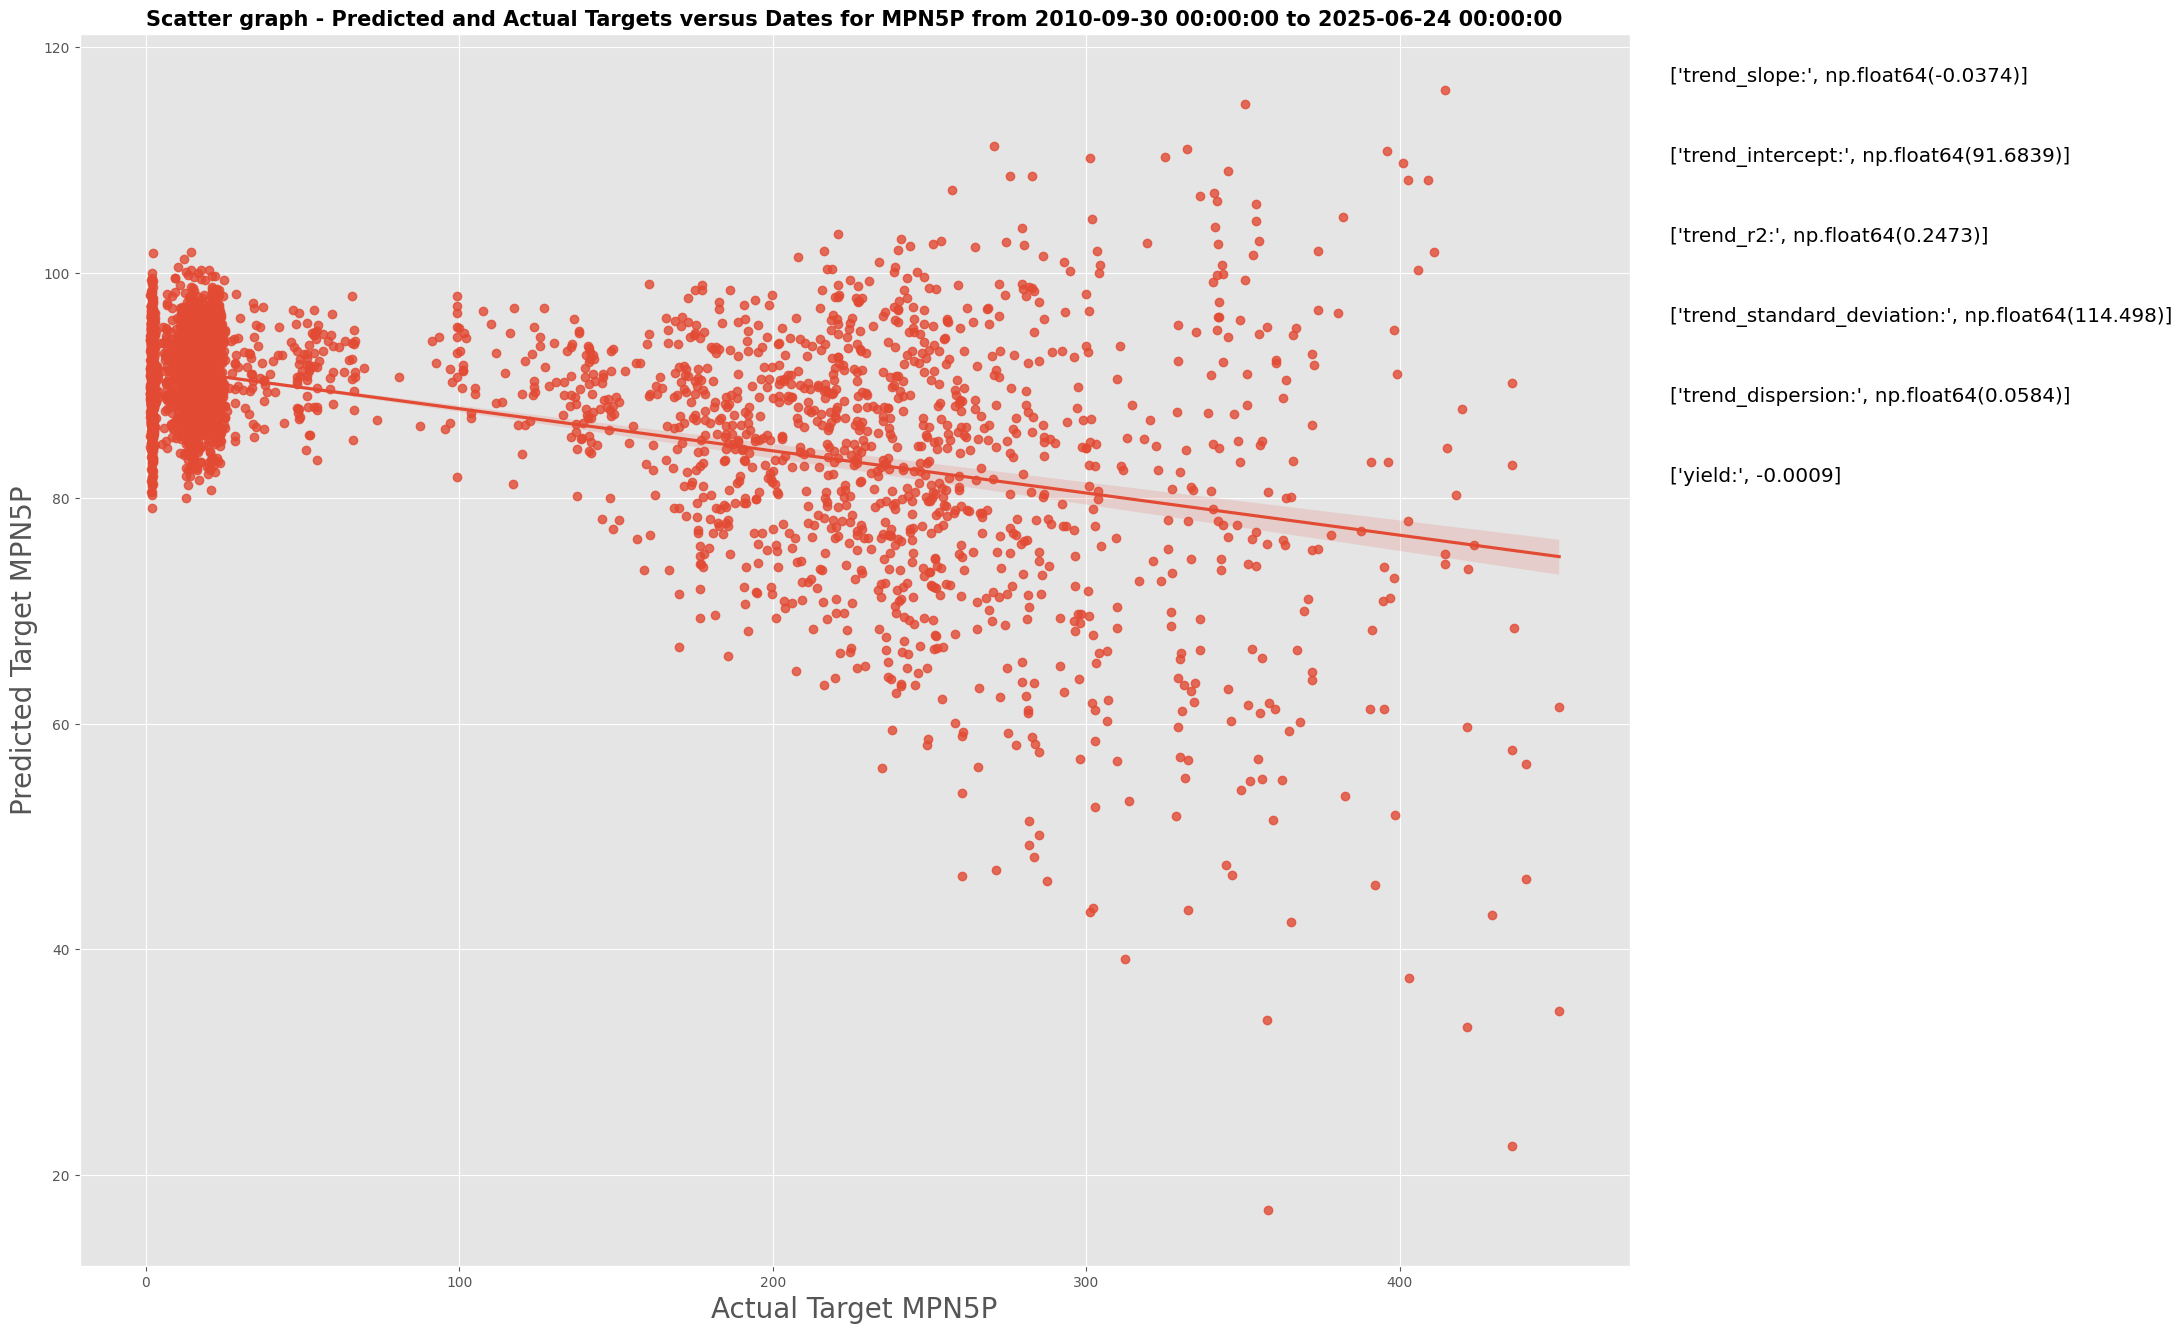 Scatter graph - Predicted and Actual Targets versus Dates for MPN5P from 2010-09-30 00:00:00 to 2025-06-24 00:00:00
120
100
80
60
40
20
Predicted Target MPN5P
0
100
200
300
400
Actual Target MPN5P
['trend_slope:', np.float64(-0.0374)]
['trend_intercept:', np.float64(91.6839)]
['trend_r2:', np.float64(0.2473)]
['trend_standard_deviation:', np.float64(114.498)]
['trend_dispersion:', np.float64(0.0584)]
['yield:', -0.0009]